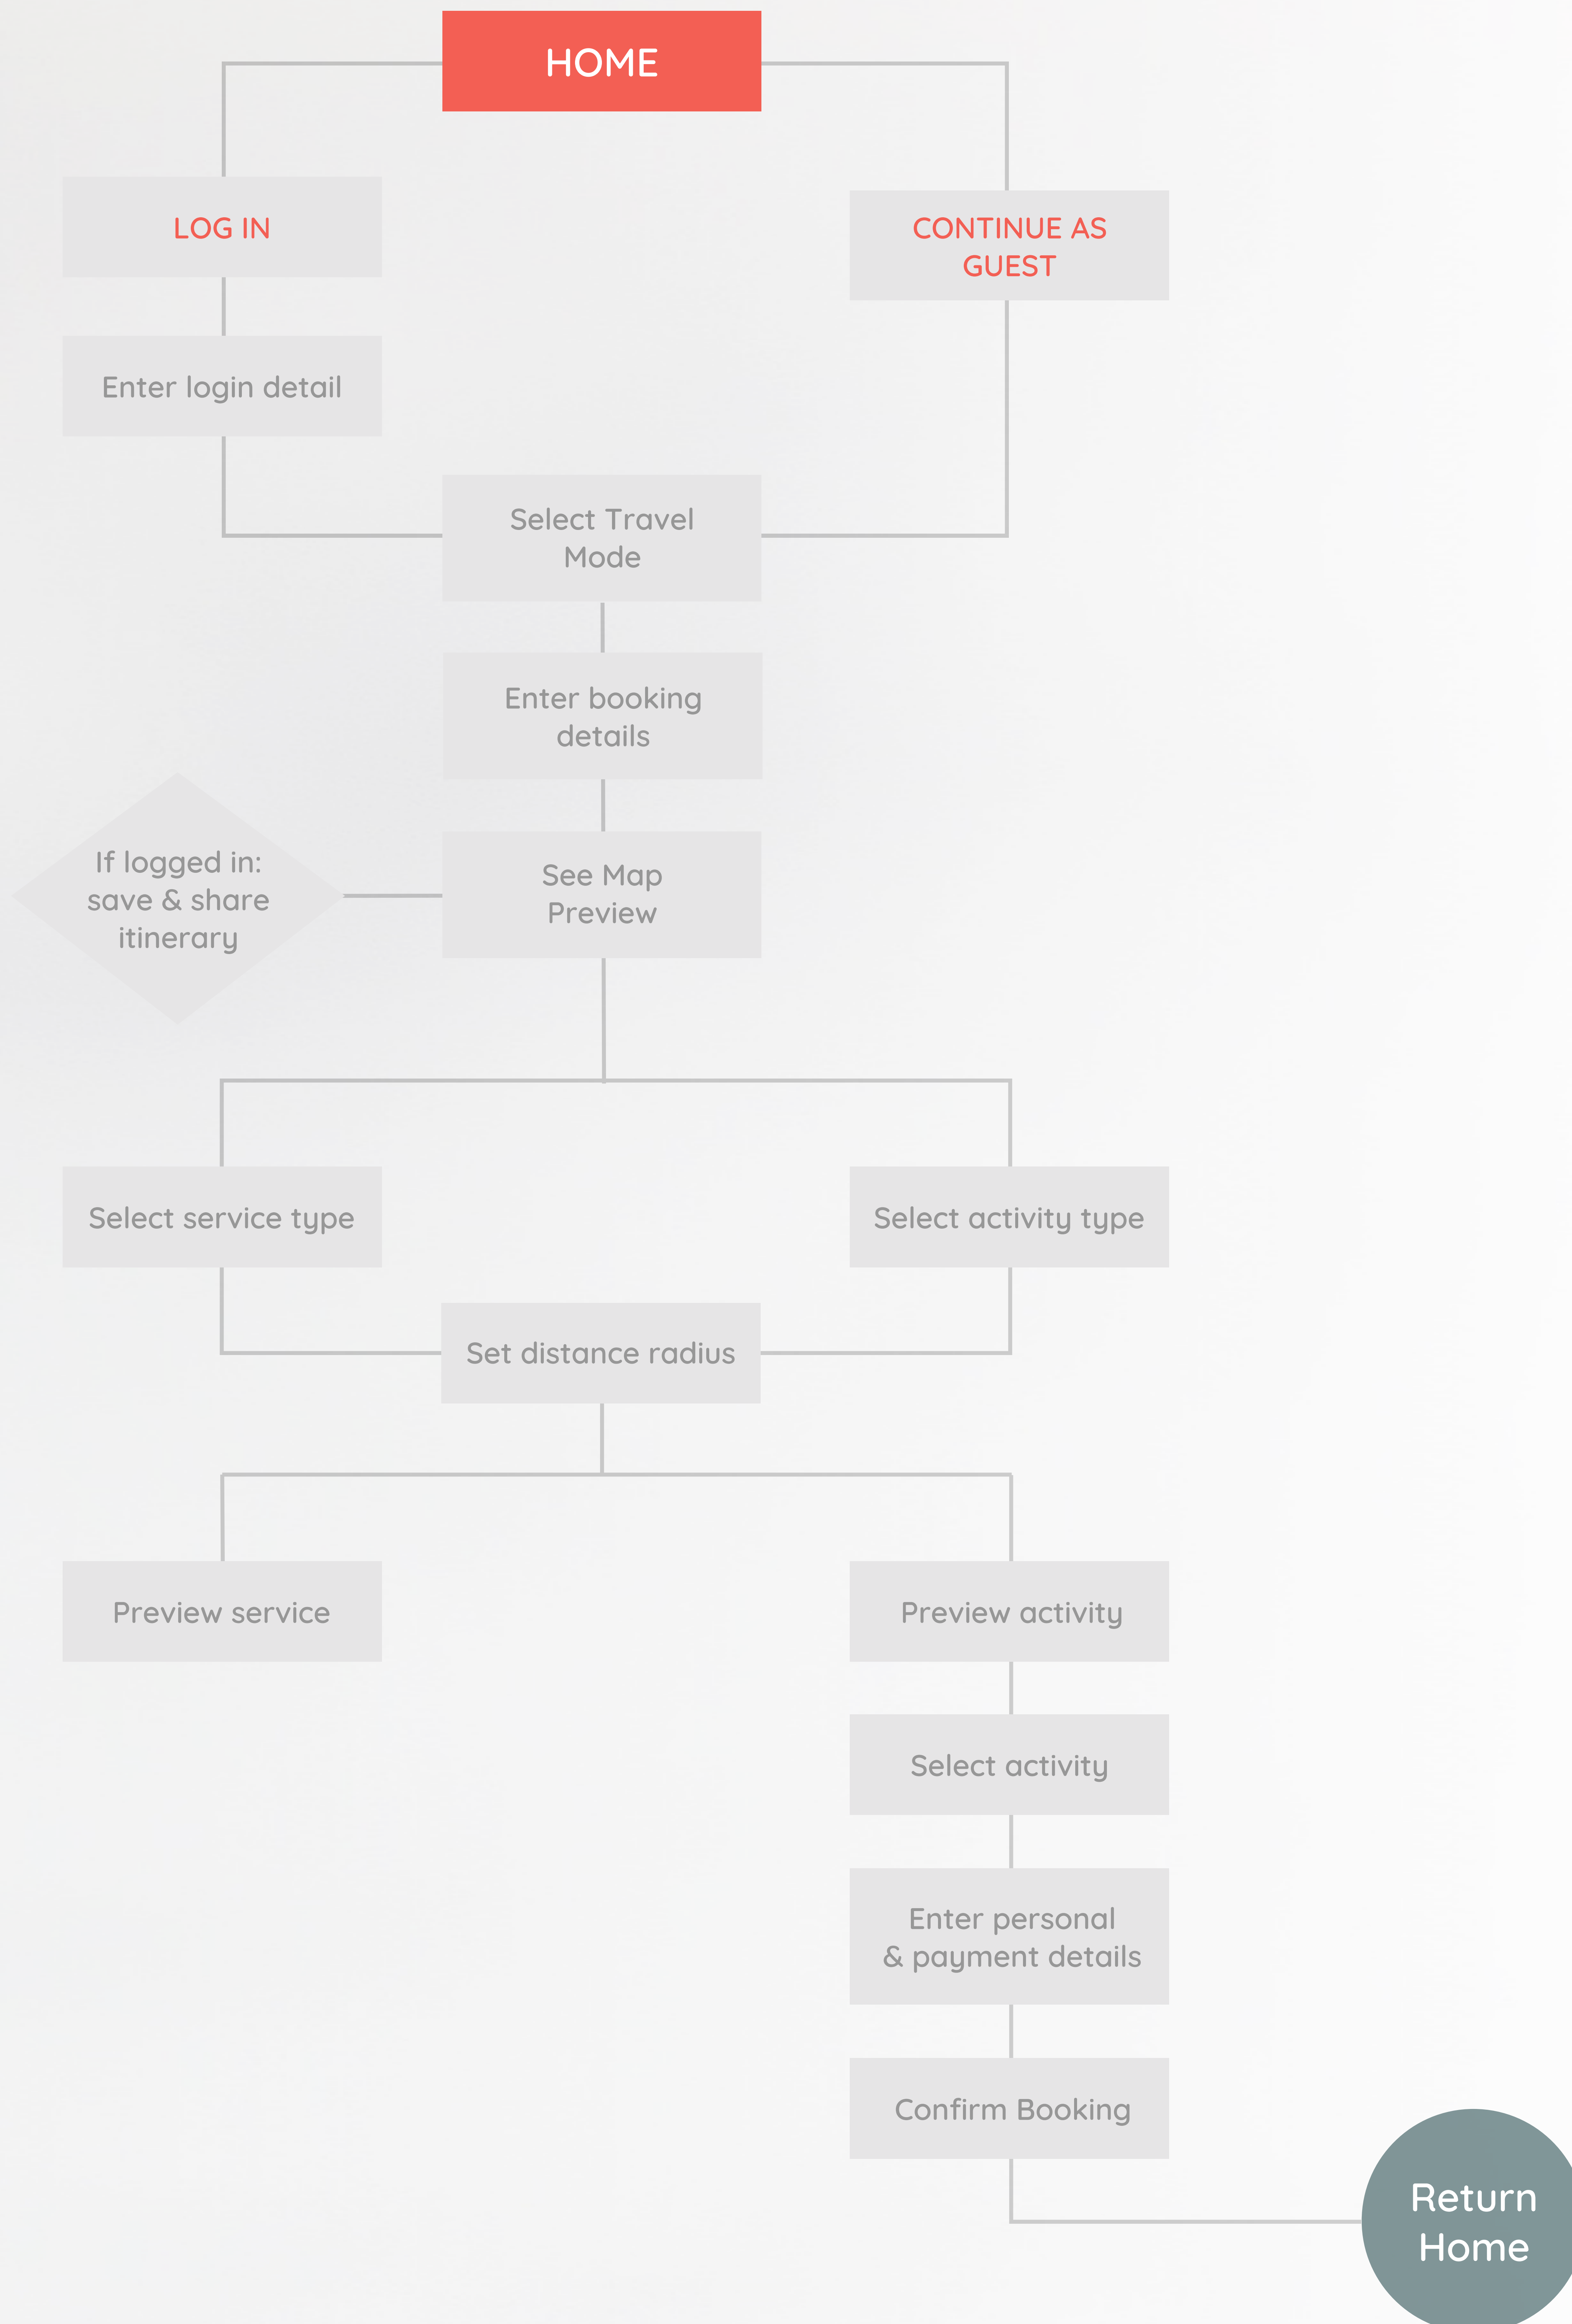 HOME
LOG IN
CONTINUE AS
GUEST
Enter login detail
Select Travel
Mode
Enter booking
details
If logged in:
save & share
itinerary
See Map
Preview
Select service type
Select activity type
Set distance radius
Preview service
Preview activity
Select activity
Enter personal
& payment details
Confirm Booking
Return
Home